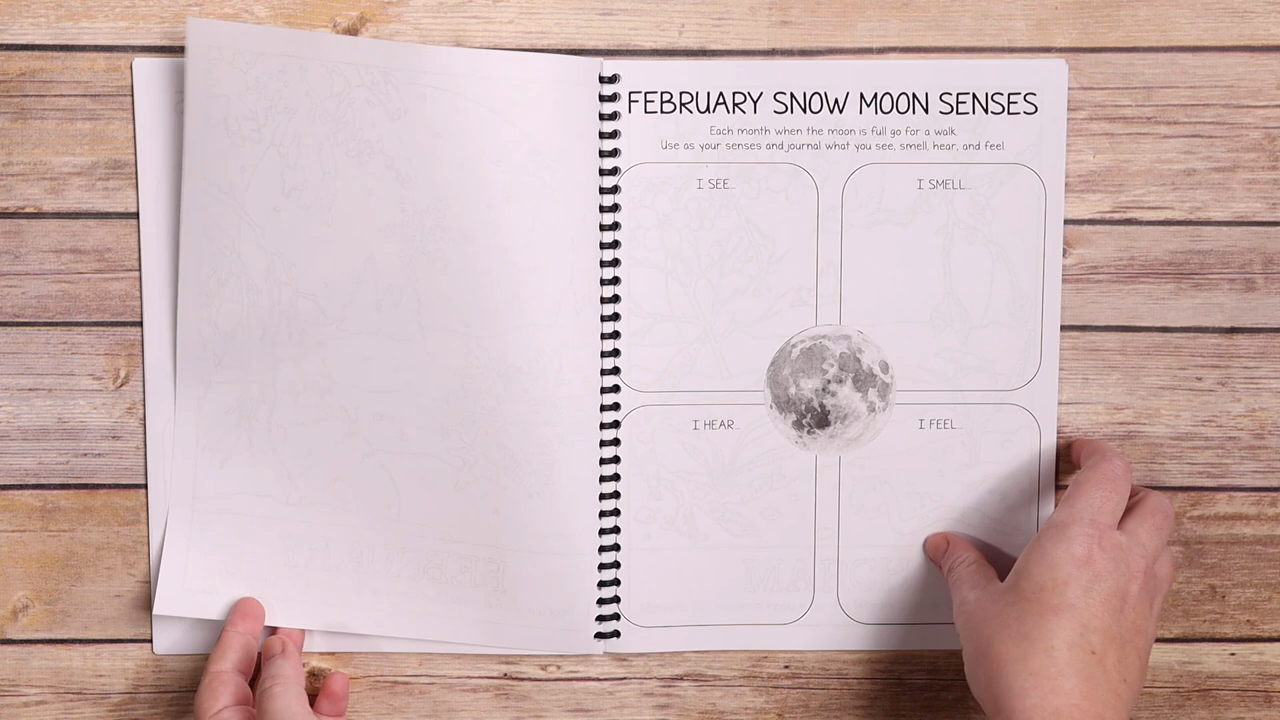 FEBRUARY SNOW MOON SENSES
Each month when the moon is full go for a walk.
Use as your senses and journal what you see, smell, hear, and feel.
I SEE...
I SMELL...
I HEAR...
I FEEL...